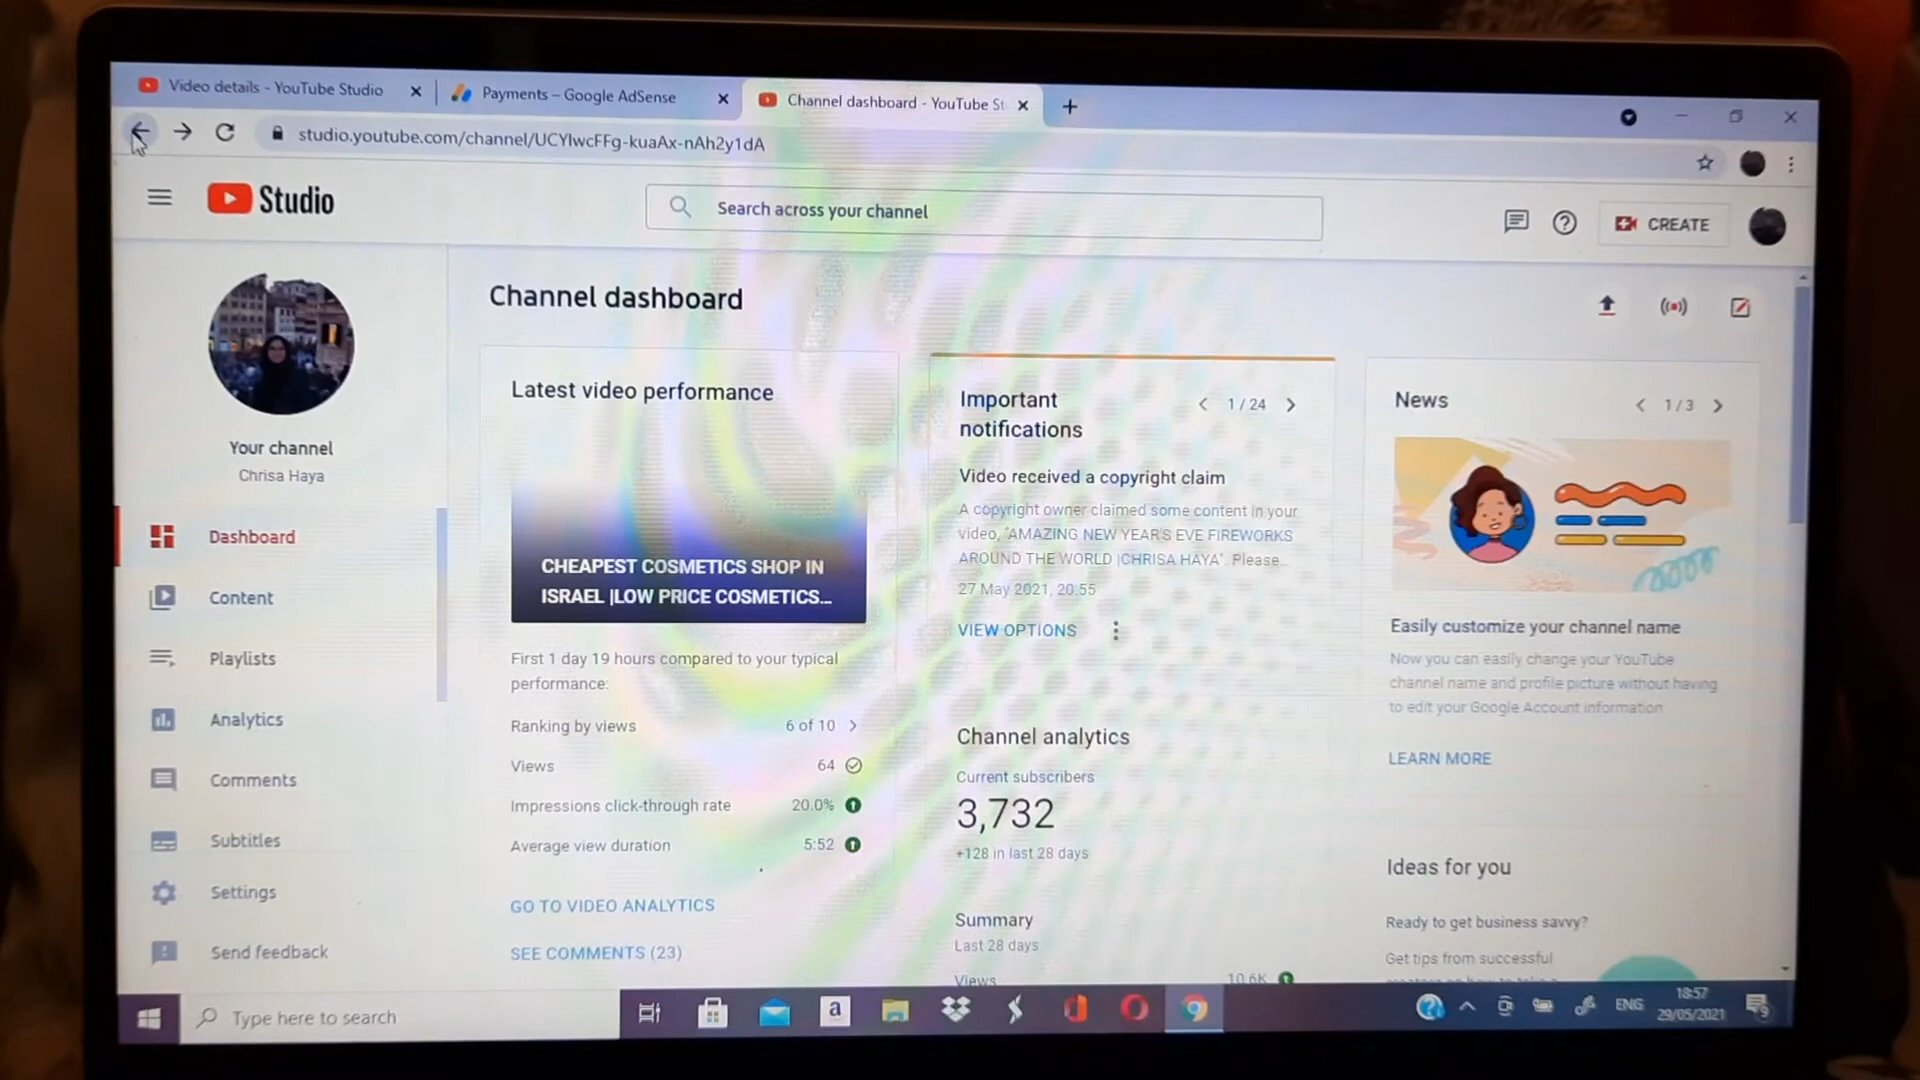 Video details - YouTube Studio
Payments – Google AdSense
Channel dashboard - YouTube St
studio.youtube.com/channel/UCYlwcFFg-kuaAx-nAh2y1dA
Studio
Search across your channel
CREATE
Channel dashboard
Your channel
Chrisa Haya
Dashboard
Content
Playlists
Analytics
Comments
Subtitles
Settings
Send feedback
Latest video performance
CHEAPEST COSMETICS SHOP IN
ISRAEL |LOW PRICE COSMETICS...
First 1 day 19 hours compared to your typical
performance:
Ranking by views 6 of 10
Views 64
Impressions click-through rate 20.0%
Average view duration 5:52
GO TO VIDEO ANALYTICS
SEE COMMENTS (23)
Important
notifications
1 / 24
Video received a copyright claim
A copyright owner claimed some content in your
video, "AMAZING NEW YEAR'S EVE FIREWORKS
AROUND THE WORLD |CHRISA HAYA". Please...
27 May 2021, 20:55
VIEW OPTIONS
Channel analytics
Current subscribers
3,732
+128 in last 28 days
Summary
Last 28 days
Views 10.6K
News
1 / 3
Easily customize your channel name
Now you can easily change your YouTube
channel name and profile picture without having
to edit your Google Account information
LEARN MORE
Ideas for you
Ready to get business savvy?
Get tips from successful
Type here to search
a
ENG
18:57
29/05/2021